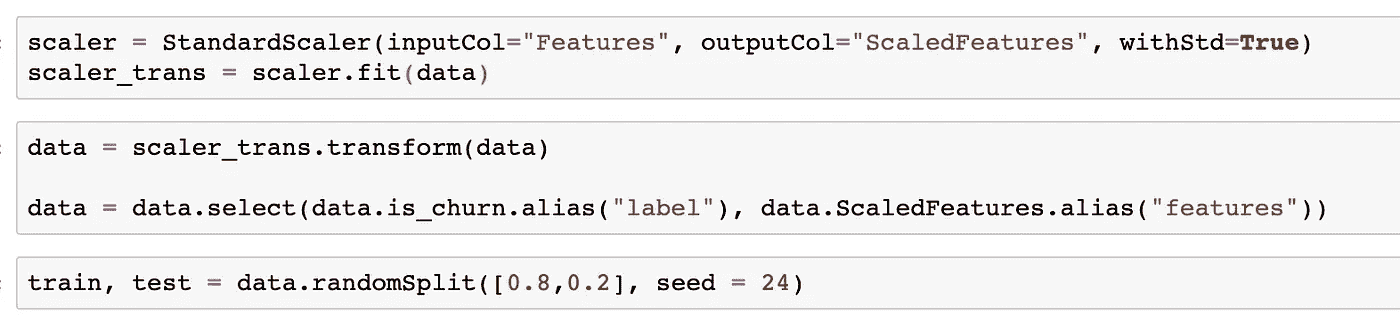 scaler = StandardScaler(inputCol="Features", outputCol="ScaledFeatures", withStd=True)
scaler_trans = scaler.fit(data)
data = scaler_trans.transform(data)
data = data.select(data.is_churn.alias("label"), data.ScaledFeatures.alias("features"))
train, test = data.randomSplit([0.8,0.2], seed = 24)